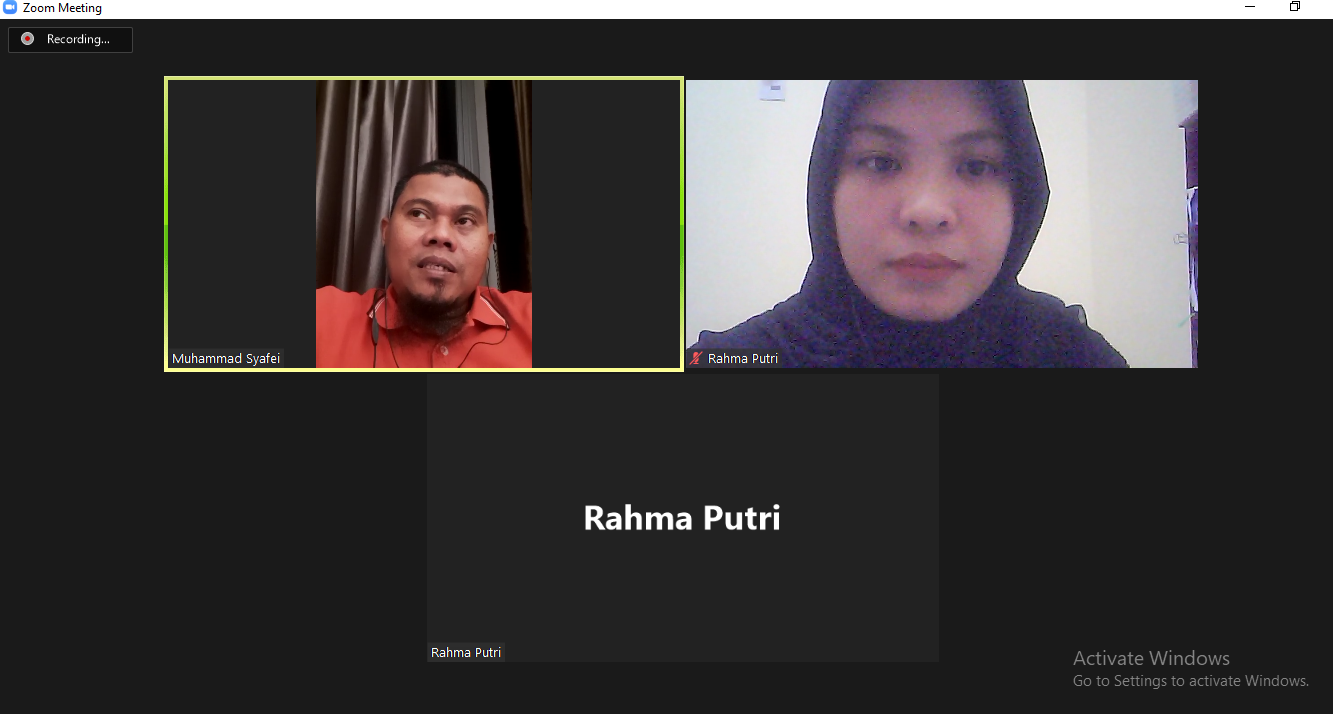 Zoom Meeting
Recording...
Muhammad Syafei
Rahma Putri
Rahma Putri
Rahma Putri
Activate Windows
Go to Settings to activate Windows.